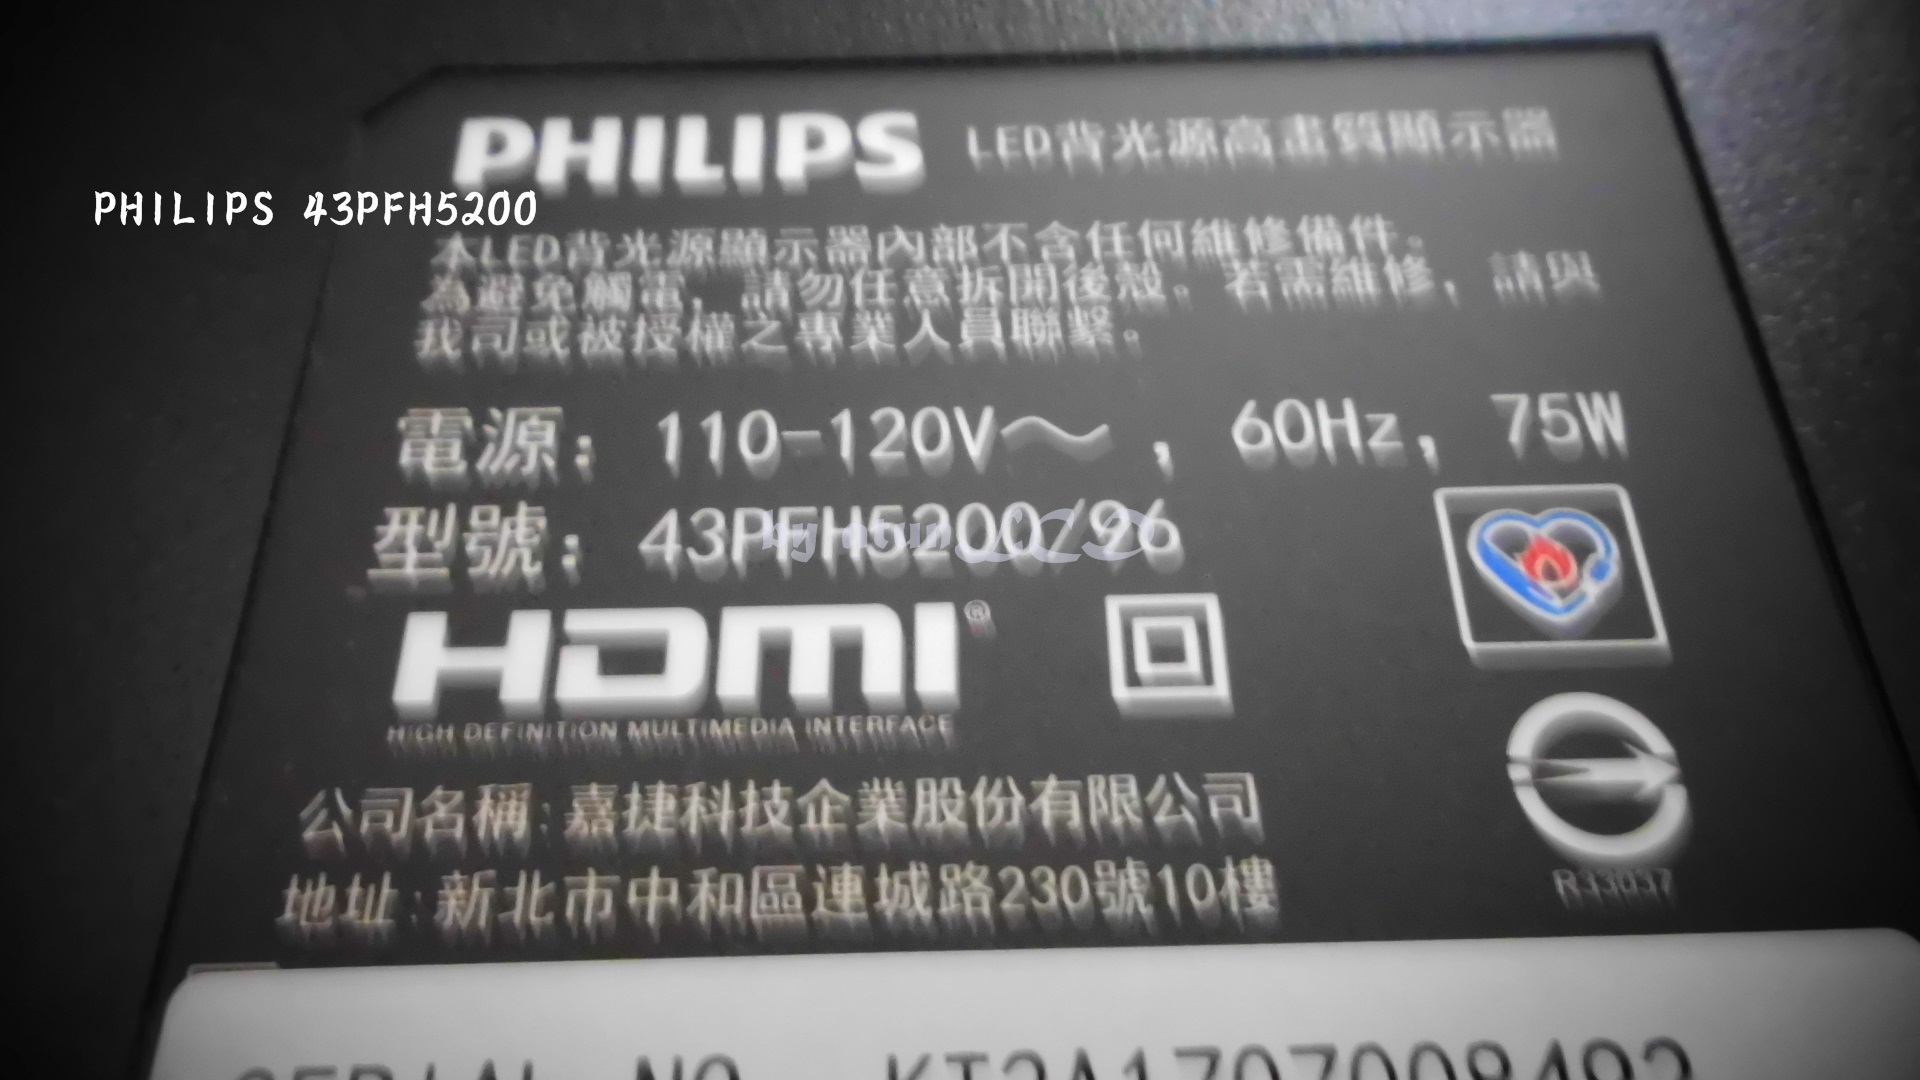 PHILIPS LED背光源高畫質顯示器
PHILIPS 43PFH5200
本LED背光源顯示器內部不含任何維修備件。
為避免觸電，請勿任意拆開後殼。若需維修，請與
我司或被授權之專業人員聯繫。
電源: 110-120V～, 60Hz, 75W
型號: 43PFH5200/96
HDMI®
HIGH DEFINITION MULTIMEDIA INTERFACE
公司名稱:嘉捷科技企業股份有限公司
地址:新北市中和區連城路230號10樓
R33037
SERIAL NO